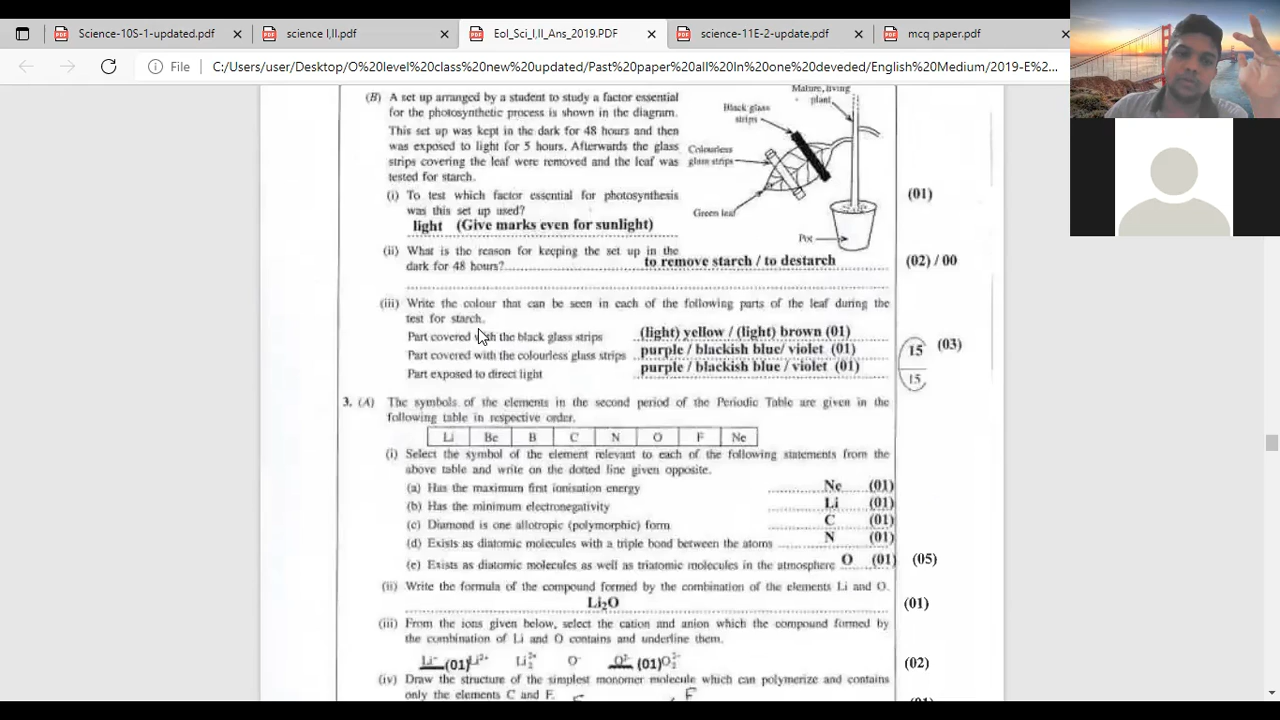 Science-10S-1-updated.pdf
science I,II.pdf
Eol_Sci_I,II_Ans_2019.PDF
science-11E-2-update.pdf
mcq paper.pdf
File
C:/Users/user/Desktop/O%20level%20class%20new%20updated/Past%20paper%20all%20In%20one%20deveded/English%20Medium/2019-E%2C...
(B) A set up arranged by a student to study a factor essential
for the photosynthetic process is shown in the diagram.
This set up was kept in the dark for 48 hours and then
was exposed to light for 5 hours. Afterwards the glass
strips covering the leaf were removed and the leaf was
tested for starch.
Mature, living
plant
Black glass
strips
Colourless
glass strips
Green leaf
Pot
(i) To test which factor essential for photosynthesis
was this set up used?
(01)
light (Give marks even for sunlight)
(ii) What is the reason for keeping the set up in the
dark for 48 hours? to remove starch / to destarch (02) / 00
(iii) Write the colour that can be seen in each of the following parts of the leaf during the
test for starch.
Part covered with the black glass strips (light) yellow / (light) brown (01)
Part covered with the colourless glass strips purple / blackish blue/ violet (01)
Part exposed to direct light purple / blackish blue / violet (01)
15
15
(03)
3. (A) The symbols of the elements in the second period of the Periodic Table are given in the
following table in respective order.
Li Be B C N O F Ne
(i) Select the symbol of the element relevant to each of the following statements from the
above table and write on the dotted line given opposite.
(a) Has the maximum first ionisation energy Ne (01)
(b) Has the minimum electronegativity Li (01)
(c) Diamond is one allotropic (polymorphic) form C (01)
(d) Exists as diatomic molecules with a triple bond between the atoms N (01)
(e) Exists as diatomic molecules as well as triatomic molecules in the atmosphere O (01) (05)
(ii) Write the formula of the compound formed by the combination of the elements Li and O.
Li₂O (01)
(iii) From the ions given below, select the cation and anion which the compound formed by
the combination of Li and O contains and underline them.
(01) Li²⁺ O⁻ O²⁻ (01) (02)
(iv) Draw the structure of the simplest monomer molecule which can polymerize and contains
only the elements C and F.
F